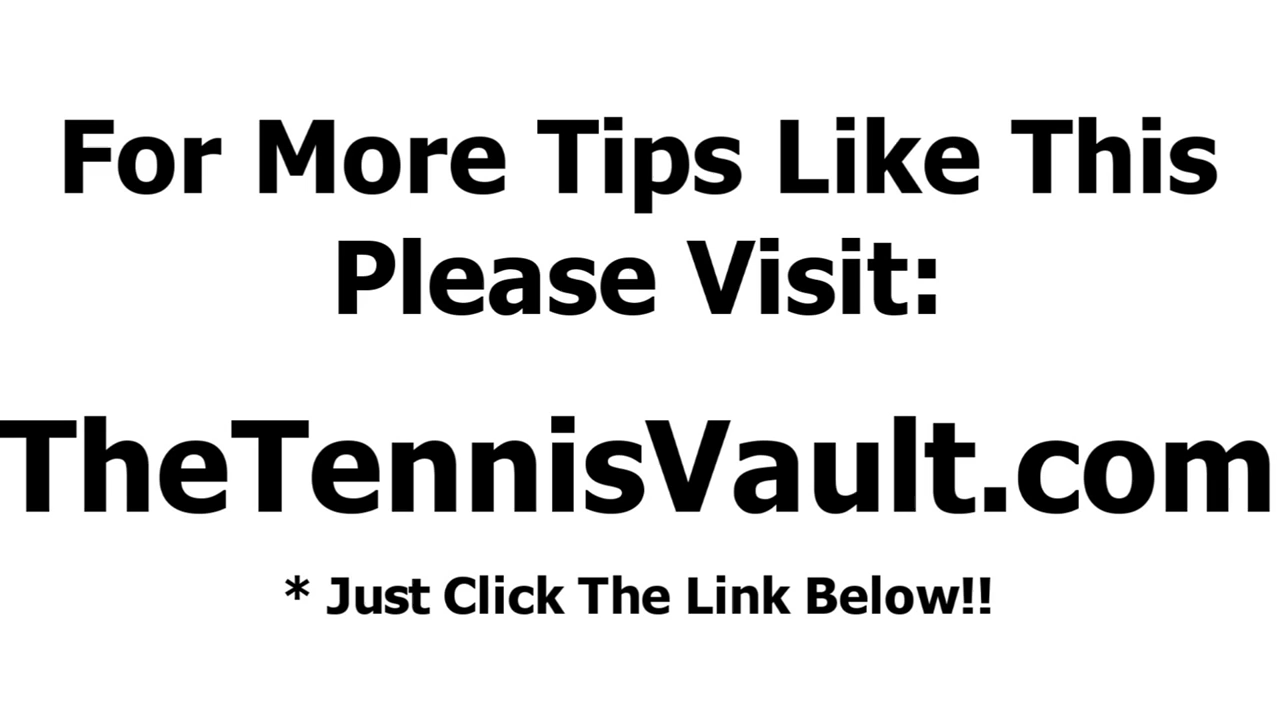 For More Tips Like This
Please Visit:
TheTennisVault.com
* Just Click The Link Below!!